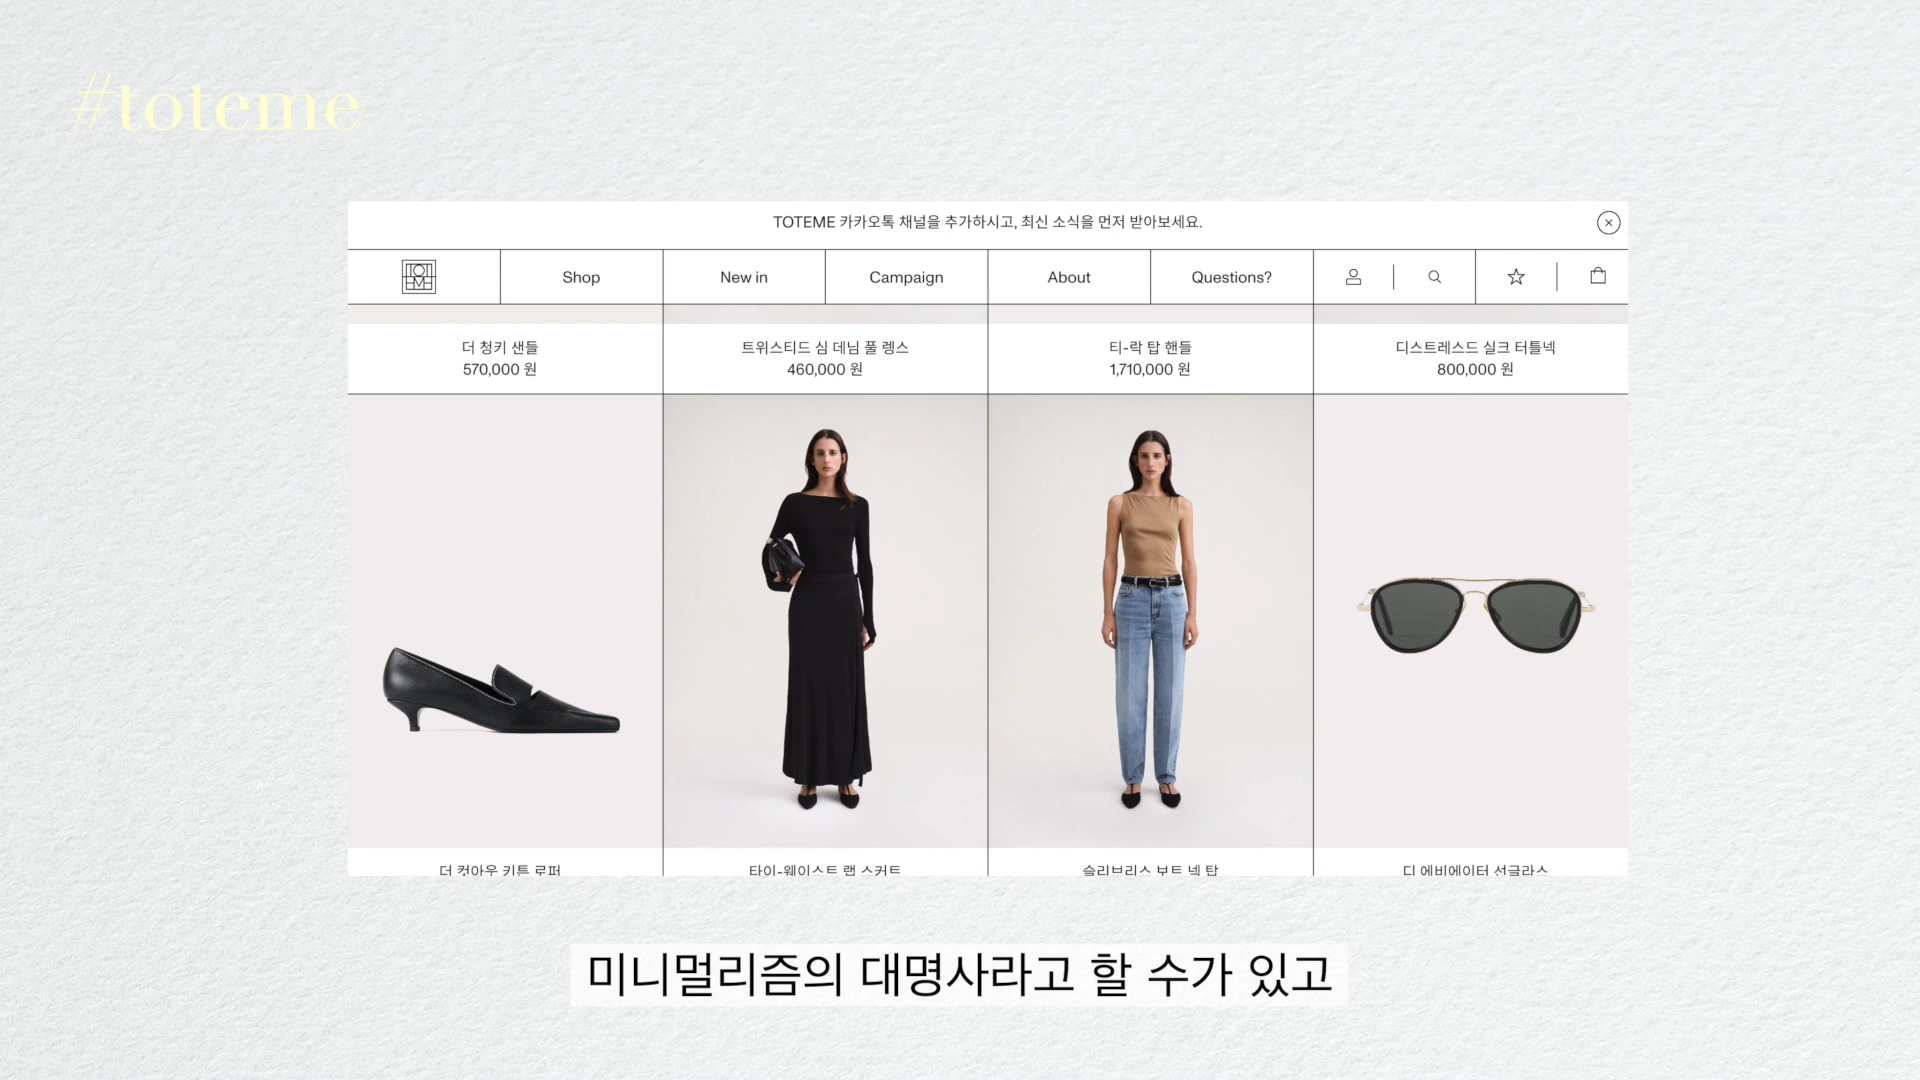 #toteme
TOTEME 카카오톡 채널을 추가하시고, 최신 소식을 먼저 받아보세요.
Shop
New in
Campaign
About
Questions?
더 청키 샌들
570,000 원
트위스티드 심 데님 풀 렝스
460,000 원
티-락 탑 핸들
1,710,000 원
디스트레스드 실크 터틀넥
800,000 원
더 컷아웃 키튼 로퍼
타이-웨이스트 랩 스커트
슬리브리스 보트 넥 탑
디 에비에이터 선글라스
미니멀리즘의 대명사라고 할 수가 있고